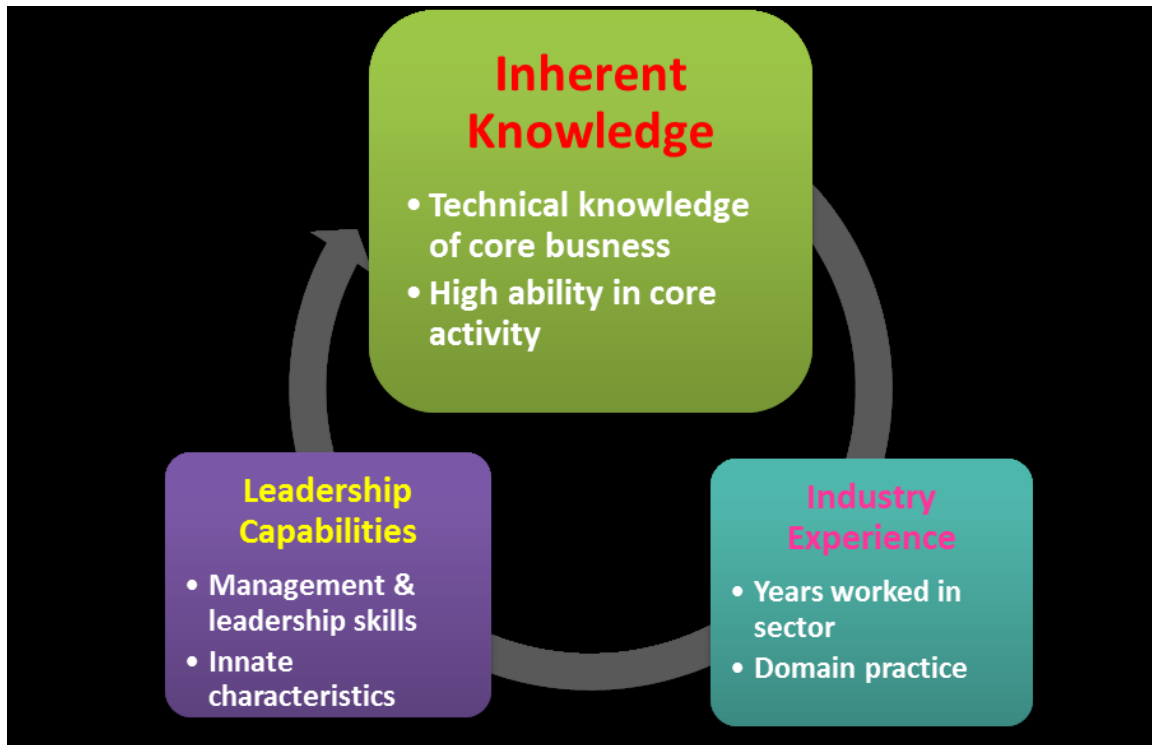 Inherent
Knowledge
• Technical knowledge
of core busness
• High ability in core
activity
Leadership
Capabilities
• Management &
leadership skills
• Innate
characteristics
Industry
Experience
• Years worked in
sector
• Domain practice